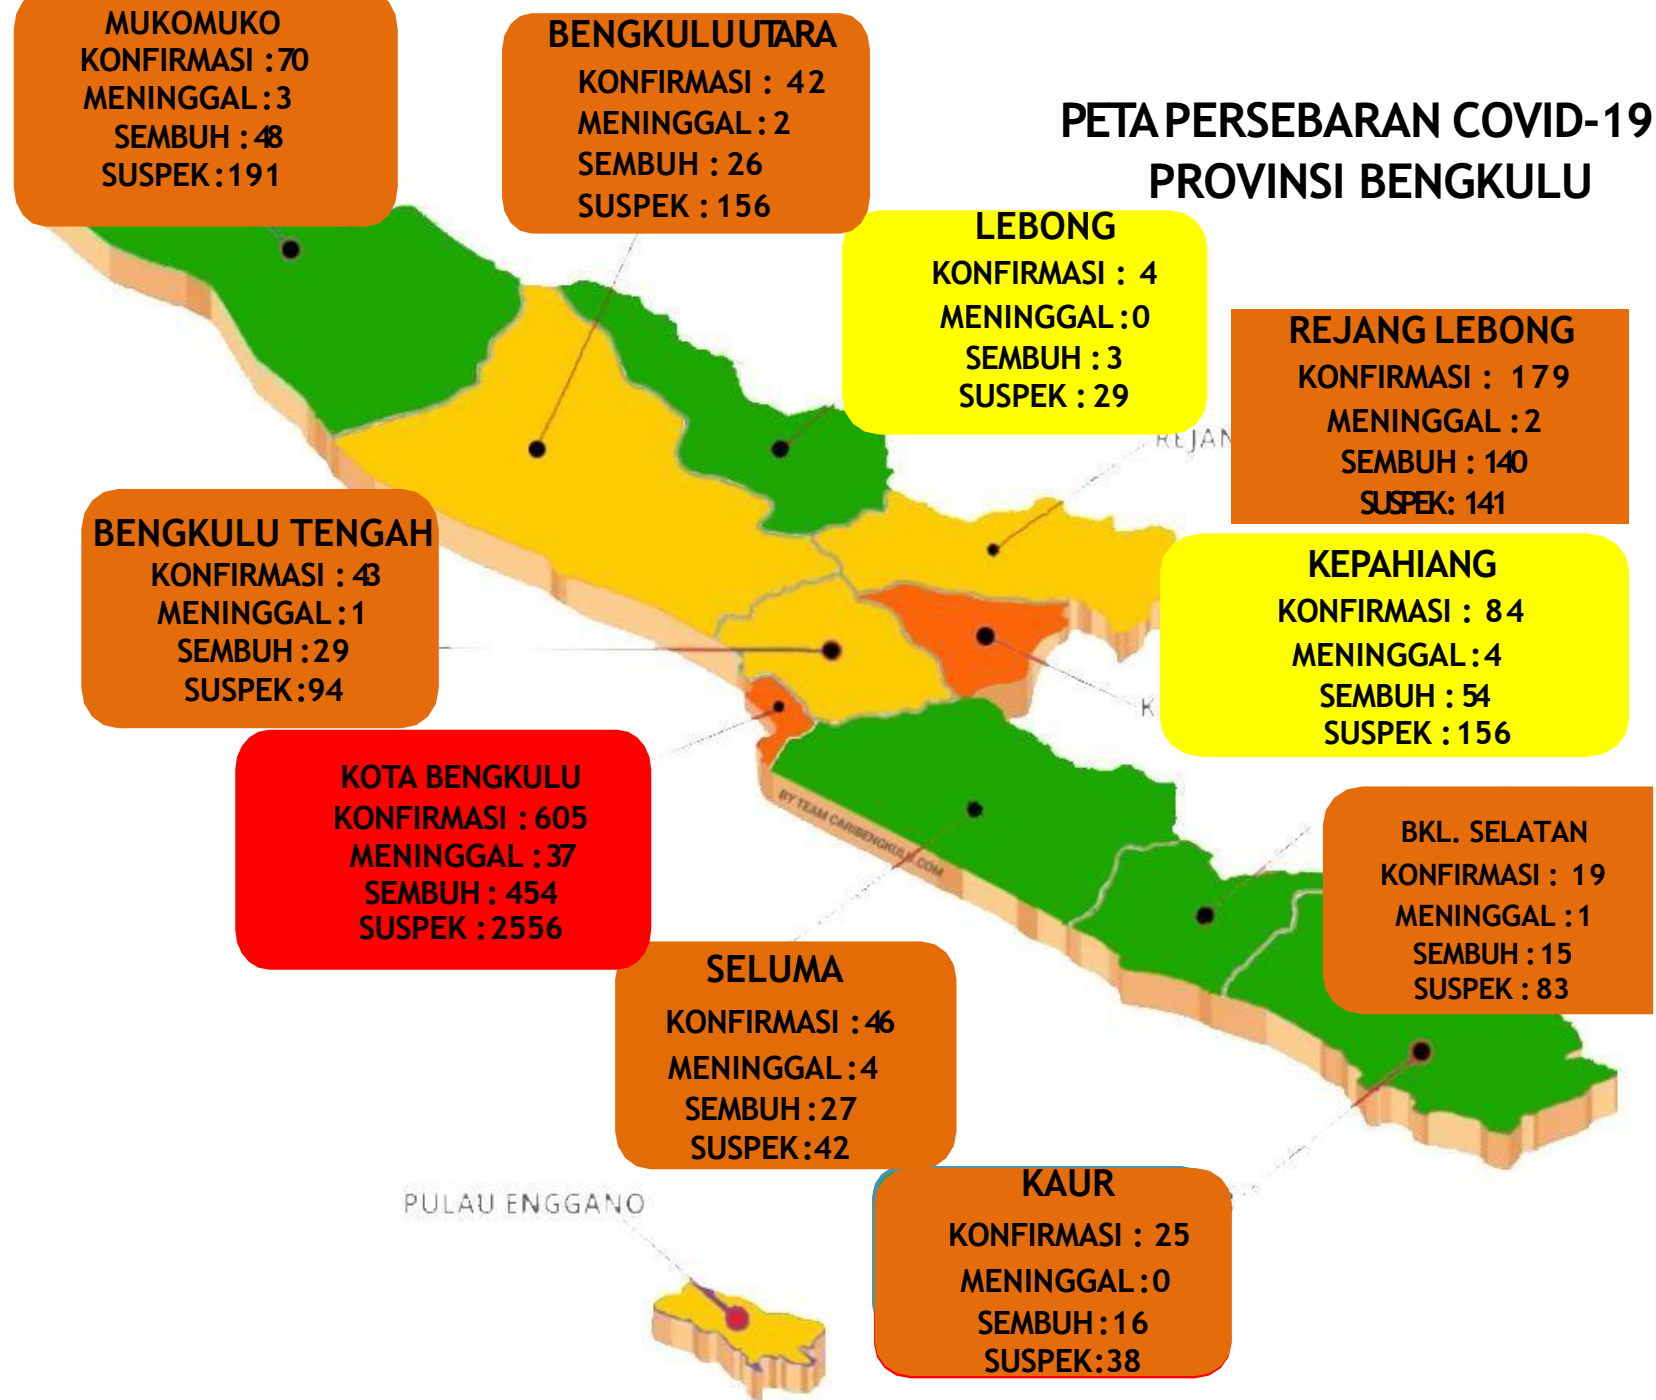 MUKOMUKO
KONFIRMASI : 70
MENINGGAL : 3
SEMBUH : 48
SUSPEK : 191
BENGKULU UTARA
KONFIRMASI : 42
MENINGGAL : 2
SEMBUH : 26
SUSPEK : 156
PETA PERSEBARAN COVID-19
PROVINSI BENGKULU
LEBONG
KONFIRMASI : 4
MENINGGAL : 0
SEMBUH : 3
SUSPEK : 29
REJANG LEBONG
KONFIRMASI : 179
MENINGGAL : 2
SEMBUH : 140
SUSPEK : 141
REJAN
BENGKULU TENGAH
KONFIRMASI : 43
MENINGGAL : 1
SEMBUH : 29
SUSPEK : 94
KEPAHIANG
KONFIRMASI : 84
MENINGGAL : 4
SEMBUH : 54
SUSPEK : 156
K
KOTA BENGKULU
KONFIRMASI : 605
MENINGGAL : 37
SEMBUH : 454
SUSPEK : 2556
BY TEAM CARIBENGKULU.COM
BKL. SELATAN
KONFIRMASI : 19
MENINGGAL : 1
SEMBUH : 15
SUSPEK : 83
SELUMA
KONFIRMASI : 46
MENINGGAL : 4
SEMBUH : 27
SUSPEK : 42
KAUR
KONFIRMASI : 25
MENINGGAL : 0
SEMBUH : 16
SUSPEK : 38
PULAU ENGGANO